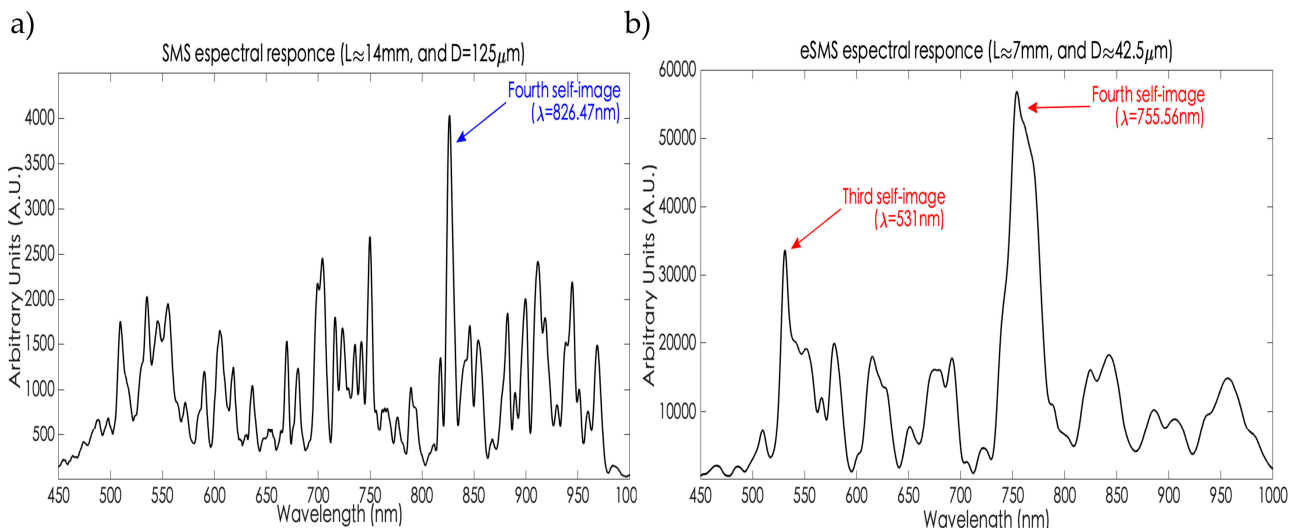 a)
SMS espectral responce (L≈14mm, and D=125μm)
Fourth self-image
(λ=826.47nm)
Arbitrary Units (A.U.)
4000
3500
3000
2500
2000
1500
1000
500
450 500 550 600 650 700 750 800 850 900 950 100
Wavelength (nm)
b)
eSMS espectral responce (L≈7mm, and D≈42.5μm)
Fourth self-image
(λ=755.56nm)
Third self-image
(λ=531nm)
Arbitrary Units (A.U.)
60000
50000
40000
30000
20000
10000
450 500 550 600 650 700 750 800 850 900 950 1000
Wavelength (nm)